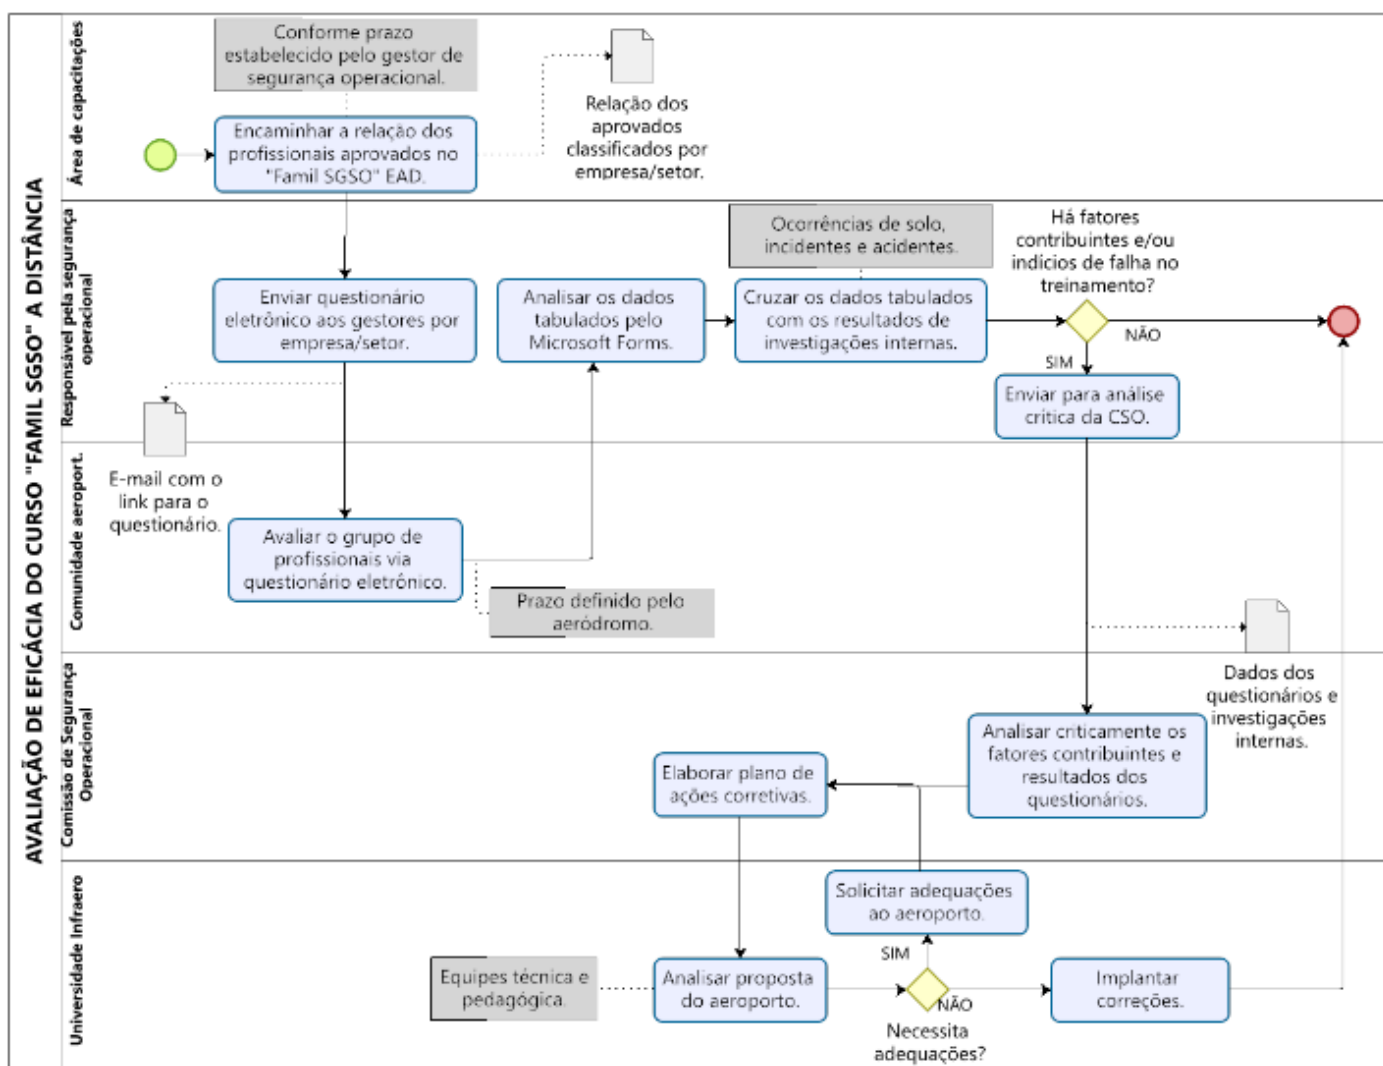 AVALIAÇÃO DE EFICÁCIA DO CURSO "FAMIL SGSO" A DISTÂNCIA
Área de capacitações
Conforme prazo
estabelecido pelo gestor de
segurança operacional.
Encaminhar a relação dos
profissionais aprovados no
"Famil SGSO" EAD.
Relação dos
aprovados
classificados por
empresa/setor.
Responsável pela segurança
operacional
Enviar questionário
eletrônico aos gestores por
empresa/setor.
Analisar os dados
tabulados pelo
Microsoft Forms.
Ocorrências de solo,
incidentes e acidentes.
Cruzar os dados tabulados
com os resultados de
investigações internas.
Há fatores
contribuintes e/ou
indícios de falha no
treinamento?
NÃO
SIM
Enviar para análise
crítica da CSO.
E-mail com o
link para o
questionário.
Comunidade aeroport.
Avaliar o grupo de
profissionais via
questionário eletrônico.
Prazo definido pelo
aeródromo.
Dados dos
questionários e
investigações
internas.
Comissão de Segurança
Operacional
Analisar criticamente os
fatores contribuintes e
resultados dos
questionários.
Elaborar plano de
ações corretivas.
Universidade Infraero
Solicitar adequações
ao aeroporto.
SIM
Equipes técnica e
pedagógica.
Analisar proposta
do aeroporto.
NÃO
Necessita
adequações?
Implantar
correções.